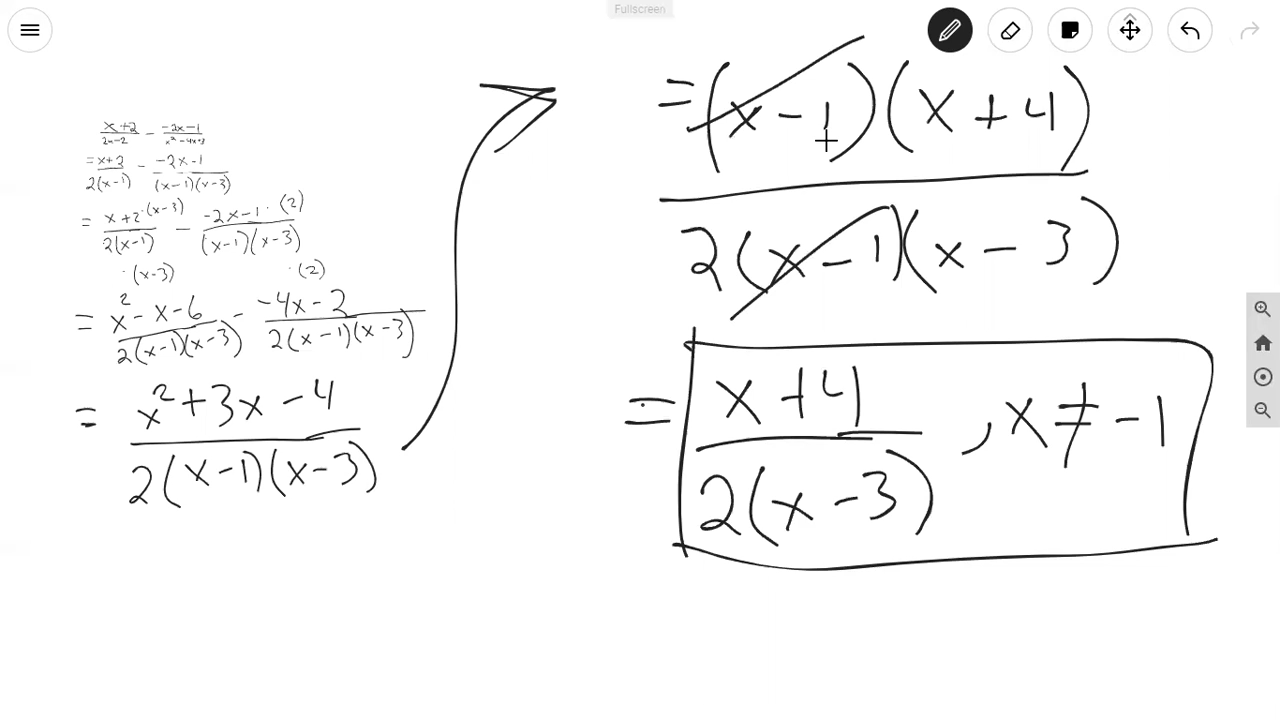 Fullscreen
x+2/2x-2 - -2x-1/x²-4x+3
= x+2/2(x-1) - -2x-1/(x-1)(x-3)
= x+2·(x-3)/2(x-1)·(x-3) - -2x-1·(2)/(x-1)(x-3)·(2)
= x²-x-6/2(x-1)(x-3) - -4x-2/2(x-1)(x-3)
= x²+3x-4/2(x-1)(x-3)
= (x-1)(x+4)/2(x-1)(x-3)
= x+4/2(x-3) , x≠-1